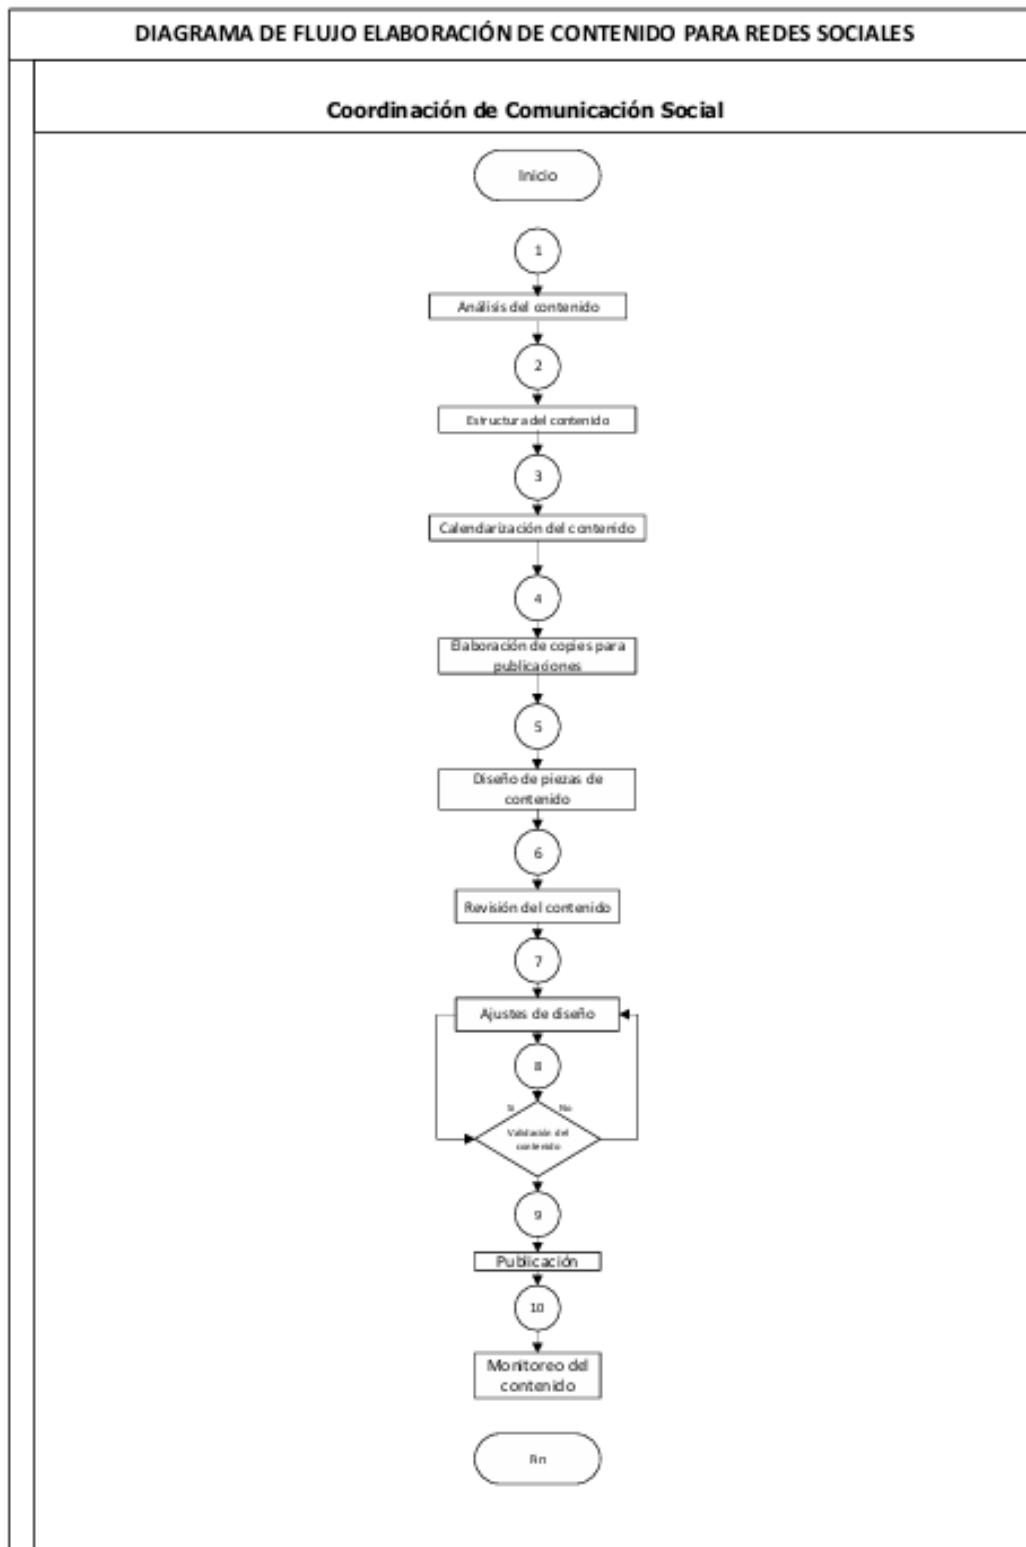 DIAGRAMA DE FLUJO ELABORACIÓN DE CONTENIDO PARA REDES SOCIALES
Coordinación de Comunicación Social
Inicio
1
Análisis del contenido
2
Estructura del contenido
3
Calendarización del contenido
4
Elaboración de copies para
publicaciones
5
Diseño de piezas de
contenido
6
Revisión del contenido
7
Ajustes de diseño
8
Si No
Validación del
contenido
9
Publicación
10
Monitoreo del
contenido
Fin